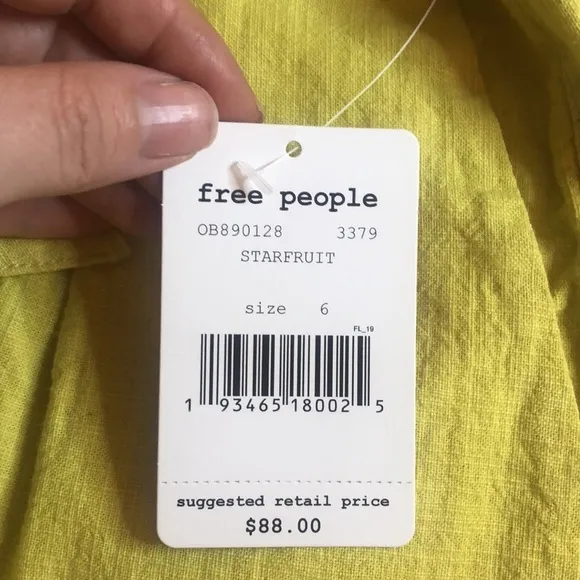 free people
OB890128 3379
STARFRUIT
size 6
FL_19
1 93465 18002 5
suggested retail price
$88.00